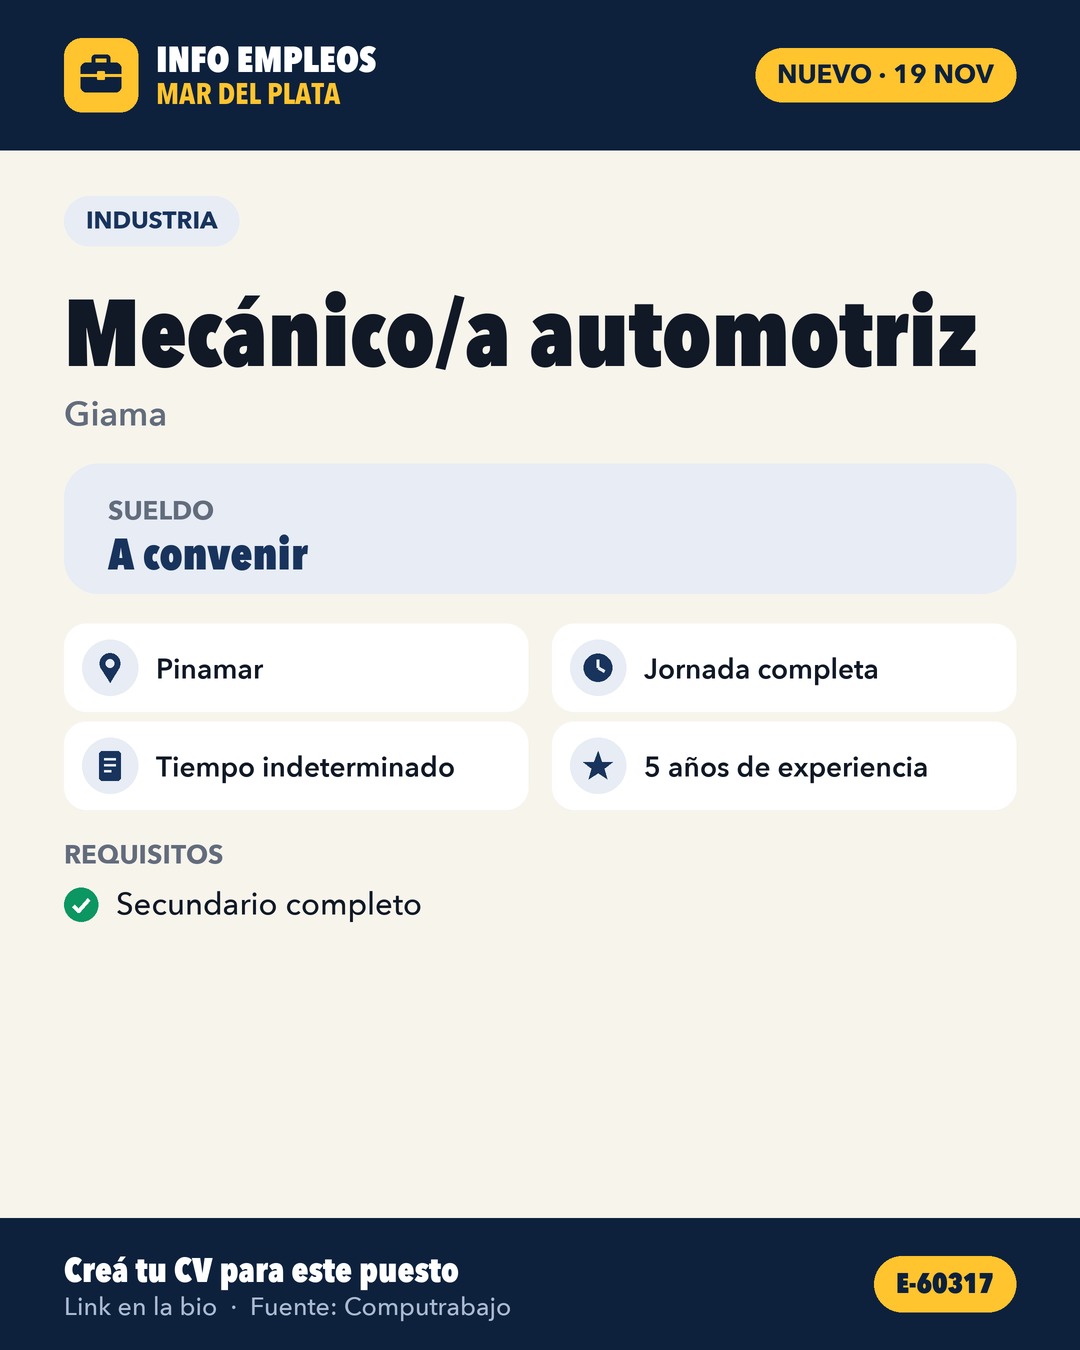 INFO EMPLEOS
MAR DEL PLATA
NUEVO · 19 NOV
INDUSTRIA
Mecánico/a automotriz
Giama
SUELDO
A convenir
Pinamar
Jornada completa
Tiempo indeterminado
5 años de experiencia
REQUISITOS
Secundario completo
Creá tu CV para este puesto
Link en la bio · Fuente: Computrabajo
E-60317